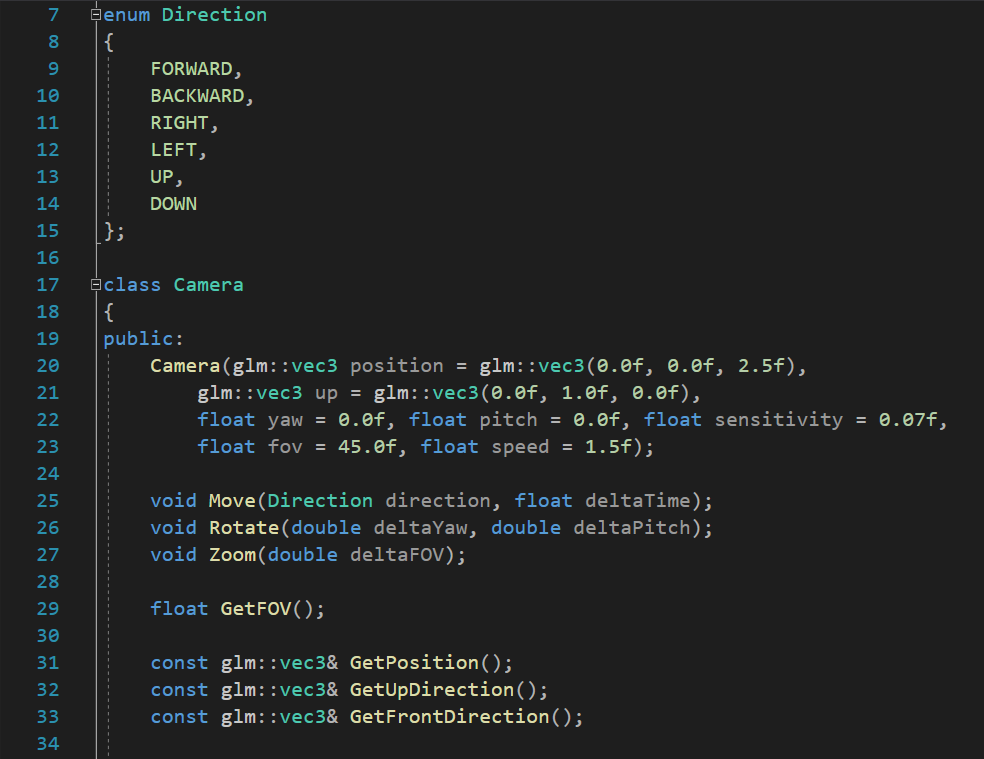 7 enum Direction
8 {
9 FORWARD,
10 BACKWARD,
11 RIGHT,
12 LEFT,
13 UP,
14 DOWN
15 };
16
17 class Camera
18 {
19 public:
20 Camera(glm::vec3 position = glm::vec3(0.0f, 0.0f, 2.5f),
21 glm::vec3 up = glm::vec3(0.0f, 1.0f, 0.0f),
22 float yaw = 0.0f, float pitch = 0.0f, float sensitivity = 0.07f,
23 float fov = 45.0f, float speed = 1.5f);
24
25 void Move(Direction direction, float deltaTime);
26 void Rotate(double deltaYaw, double deltaPitch);
27 void Zoom(double deltaFOV);
28
29 float GetFOV();
30
31 const glm::vec3& GetPosition();
32 const glm::vec3& GetUpDirection();
33 const glm::vec3& GetFrontDirection();
34